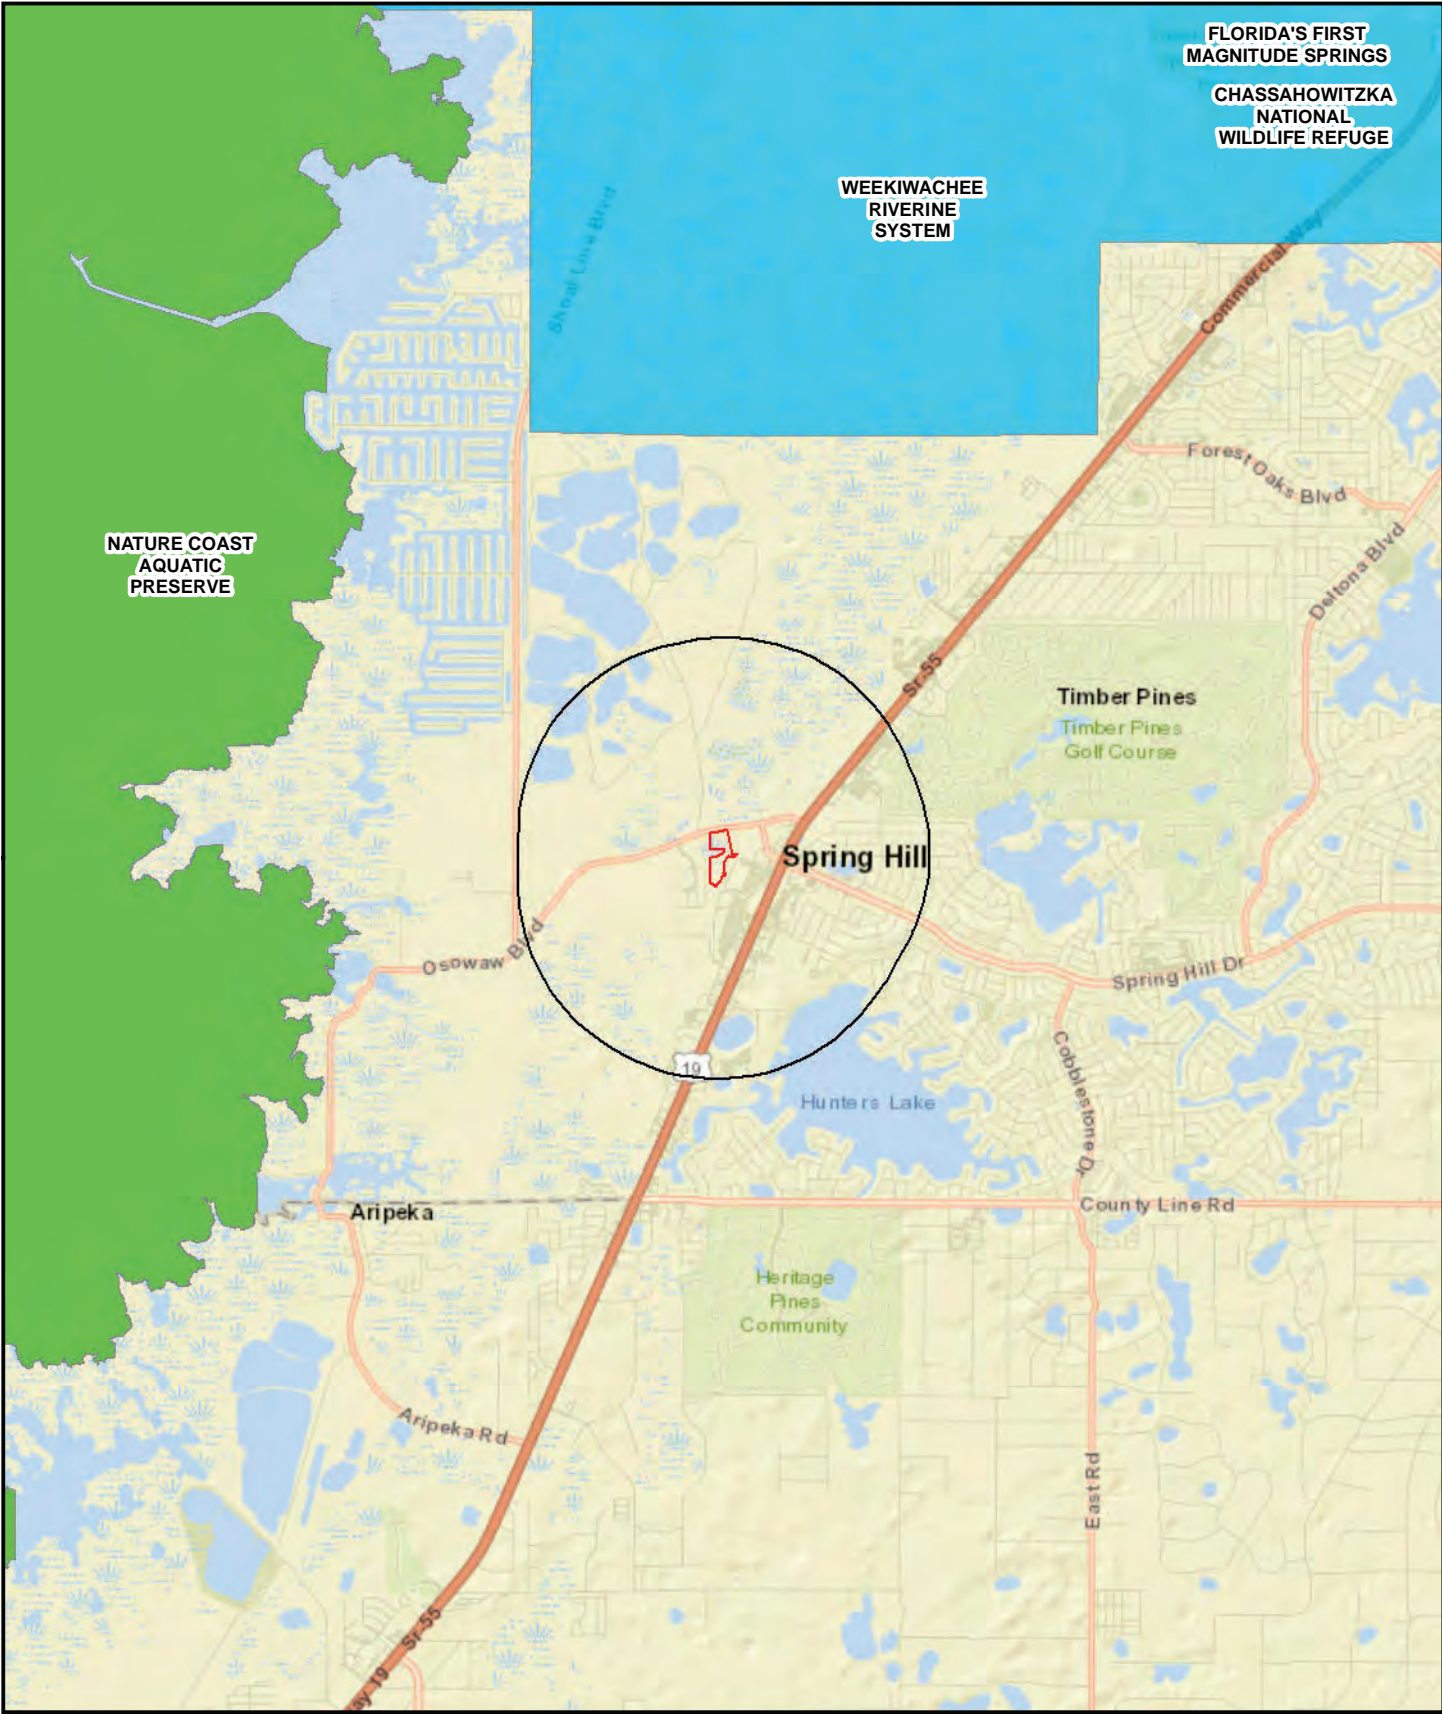 FLORIDA'S FIRST
MAGNITUDE SPRINGS
CHASSAHOWITZKA
NATIONAL
WILDLIFE REFUGE
WEEKIWACHEE
RIVERINE
SYSTEM
Shoal Line Blvd
Commercial Way
Forest Oaks Blvd
Deltona Blvd
NATURE COAST
AQUATIC
PRESERVE
Sr 55
Timber Pines
Timber Pines
Golf Course
Spring Hill
Osowaw Blvd
Spring Hill Dr
Cobblestone Dr
19
Hunters Lake
Aripeka
County Line Rd
Heritage
Pines
Community
Aripeka Rd
East Rd
Sr 55
ay 19